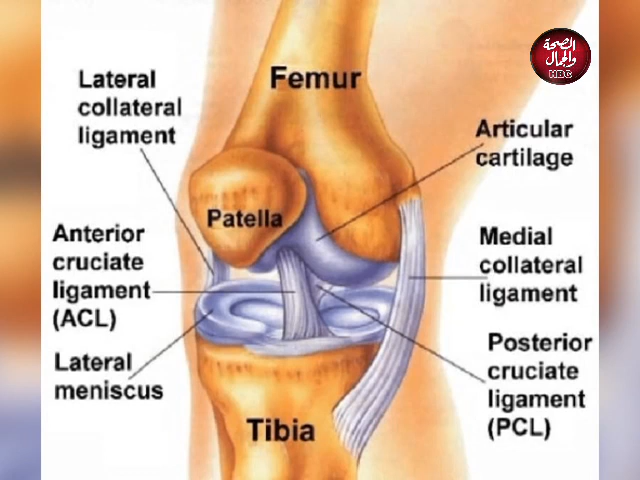 الصحة
والجمال
HBC
Femur
Lateral
collateral
ligament
Articular
cartilage
Patella
Anterior
cruciate
ligament
(ACL)
Medial
collateral
ligament
Lateral
meniscus
Posterior
cruciate
ligament
(PCL)
Tibia